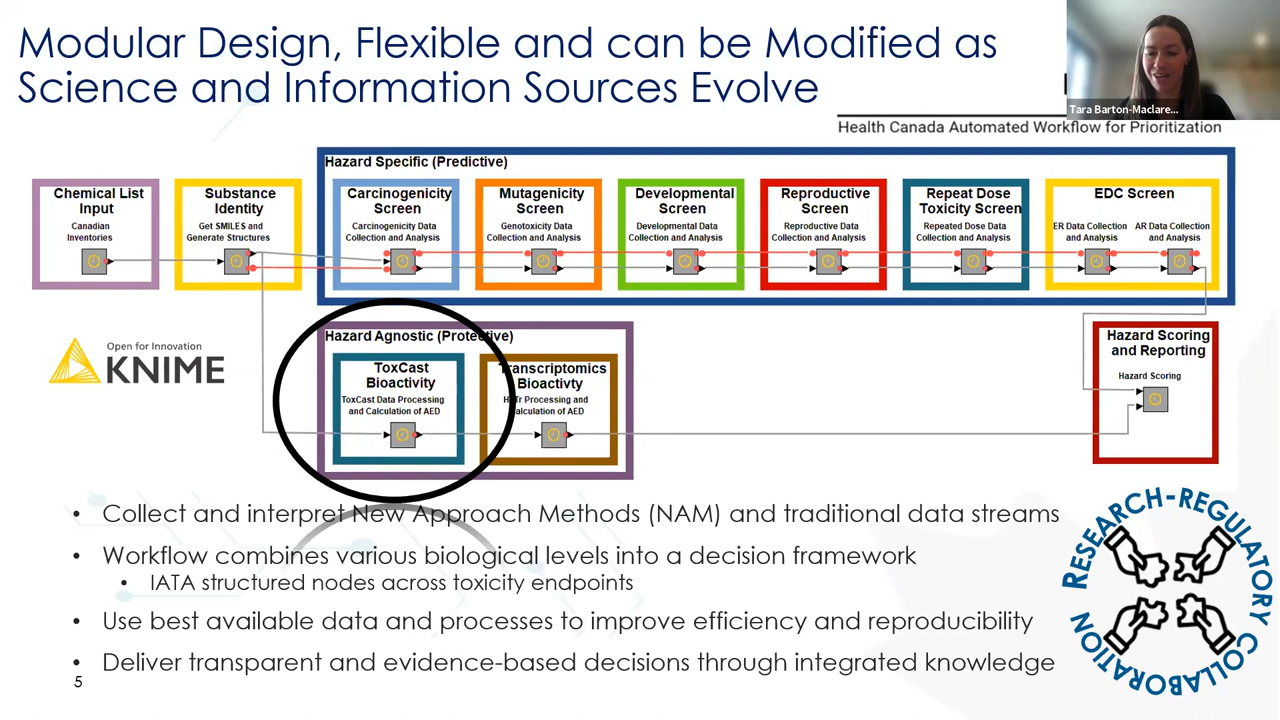 Modular Design, Flexible and can be Modified as
Science and Information Sources Evolve
Tara Barton-Maclare...
Health Canada Automated Workflow for Prioritization
Hazard Specific (Predictive)
Chemical List
Input
Canadian
Inventories
Substance
Identity
Get SMILES and
Generate Structures
Carcinogenicity
Screen
Carcinogenicity Data
Collection and Analysis
Mutagenicity
Screen
Genotoxicity Data
Collection and Analysis
Developmental
Screen
Developmental Data
Collection and Analysis
Reproductive
Screen
Reproductive Data
Collection and Analysis
Repeat Dose
Toxicity Screen
Repeated Dose Data
Collection and Analysis
EDC Screen
ER Data Collection
and Analysis
AR Data Collection
and Analysis
Open for Innovation
KNIME
Hazard Agnostic (Protective)
ToxCast
Bioactivity
ToxCast Data Processing
and Calculation of AED
Transcriptomics
Bioactivty
Processing and
Calculation of AED
Hazard Scoring
and Reporting
Hazard Scoring
• Collect and interpret New Approach Methods (NAM) and traditional data streams
• Workflow combines various biological levels into a decision framework
• IATA structured nodes across toxicity endpoints
• Use best available data and processes to improve efficiency and reproducibility
• Deliver transparent and evidence-based decisions through integrated knowledge
5
RESEARCH-REGULATORY
COLLABORATION